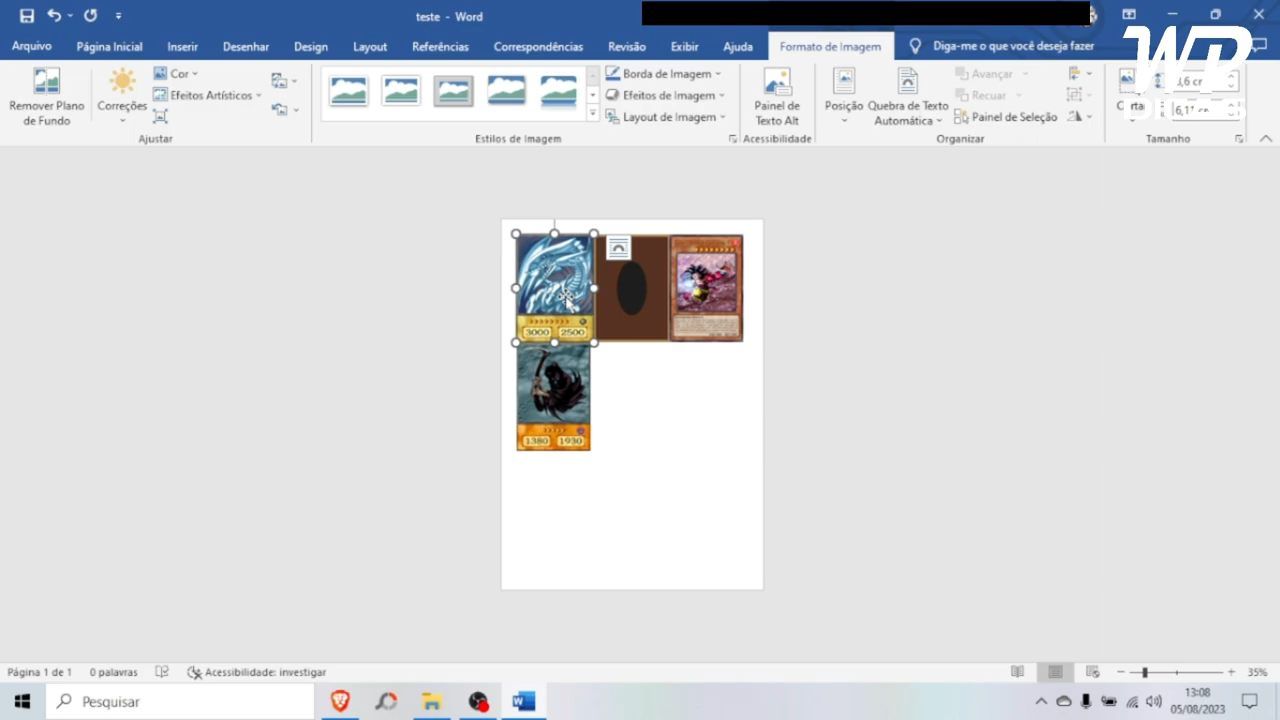 teste - Word
Arquivo Página Inicial Inserir Desenhar Design Layout Referências Correspondências Revisão Exibir Ajuda Formato de Imagem Diga-me o que você deseja fazer
Remover Plano de Fundo
Correções
Cor
Efeitos Artísticos
Ajustar
Borda de Imagem
Efeitos de Imagem
Layout de Imagem
Estilos de Imagem
Painel de Texto Alt
Acessibilidade
Posição
Quebra de Texto Automática
Avançar
Recuar
Painel de Seleção
Organizar
Tamanho
WP
3000 2500
1380 1930
Página 1 de 1 0 palavras Acessibilidade: investigar 35%
Pesquisar
13:08
05/08/2023